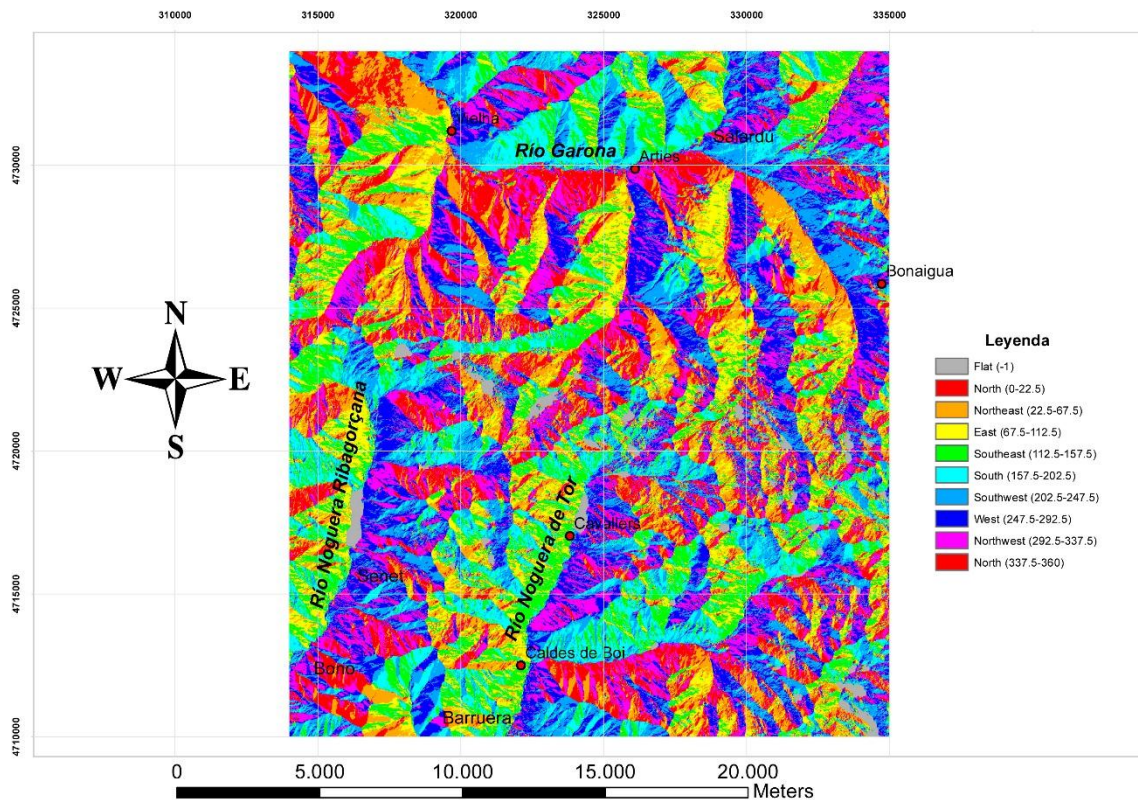 310000 315000 320000 325000 330000 335000
4730000
4725000
4720000
4715000
4710000
Salardú
Río Garona
Arties
Bonaigua
N
W E
S
Río Noguera Ribagorçana
Río Noguera de Tor
Cavallers
Senet
Caldes de Boi
Bono
Barruera
Leyenda
Flat (-1)
North (0-22.5)
Northeast (22.5-67.5)
East (67.5-112.5)
Southeast (112.5-157.5)
South (157.5-202.5)
Southwest (202.5-247.5)
West (247.5-292.5)
Northwest (292.5-337.5)
North (337.5-360)
0 5.000 10.000 15.000 20.000
Meters